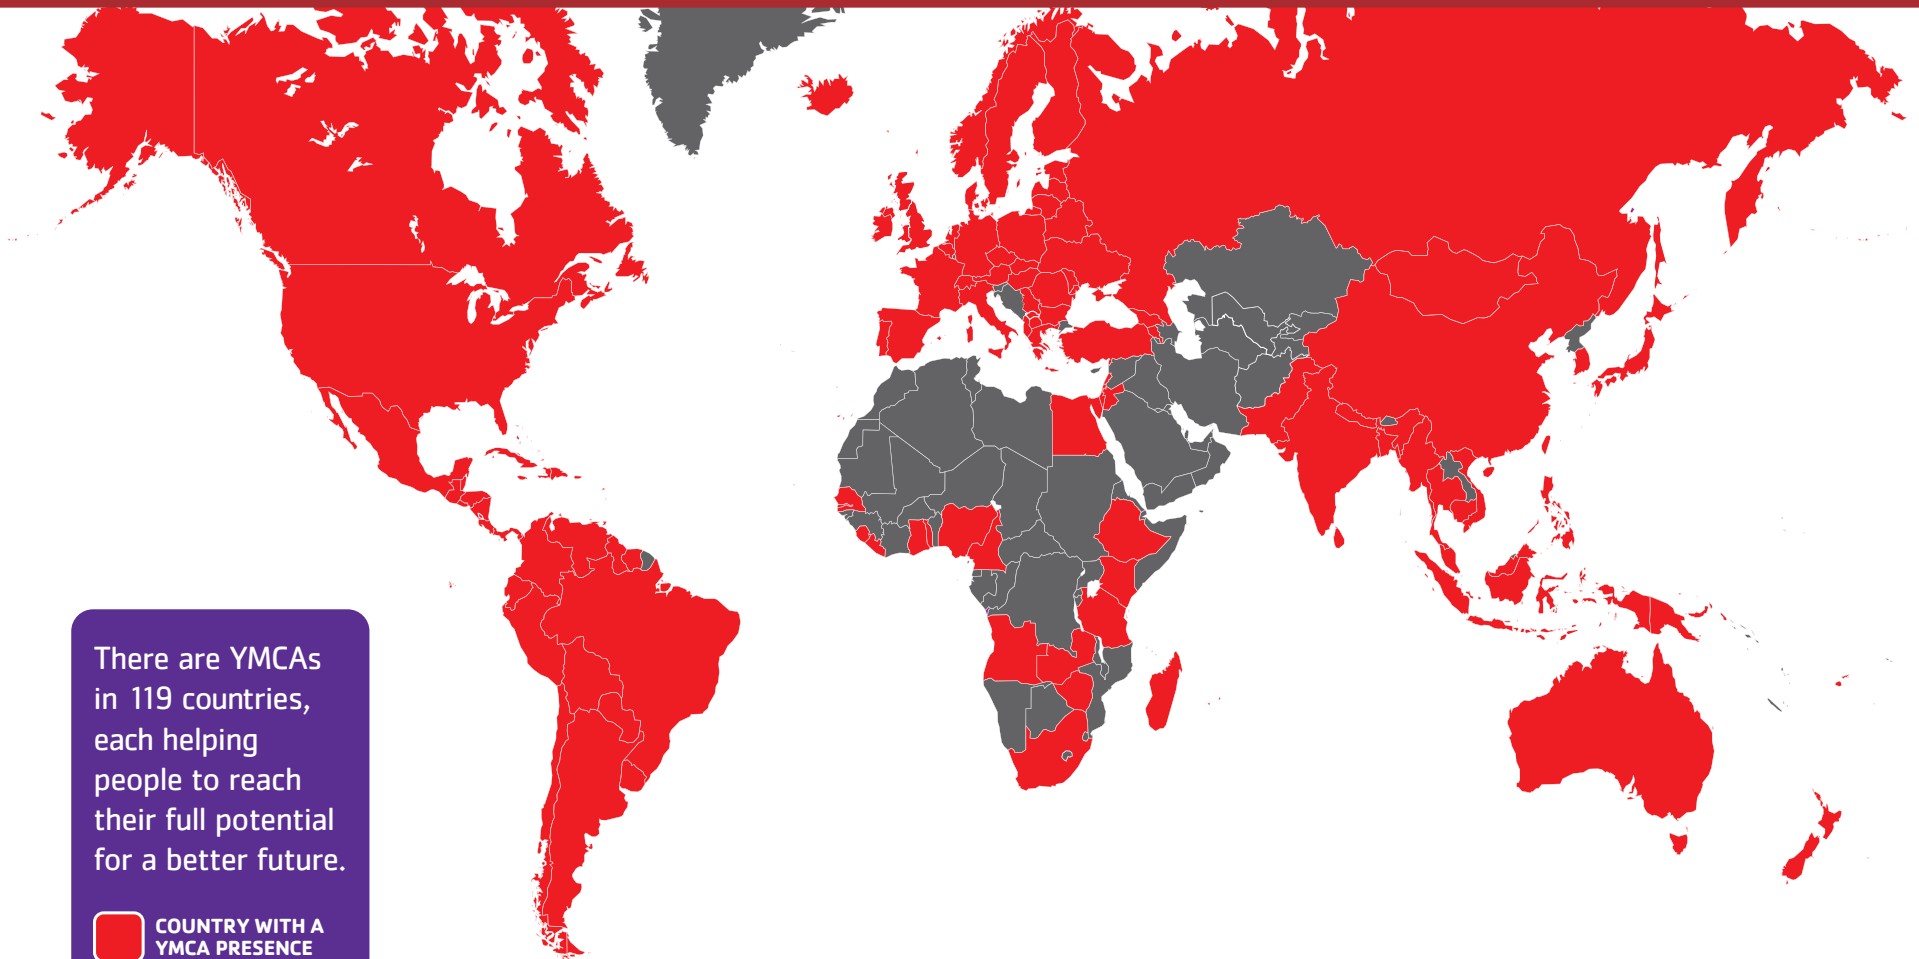 There are YMCAs
in 119 countries,
each helping
people to reach
their full potential
for a better future.
COUNTRY WITH A
YMCA PRESENCE